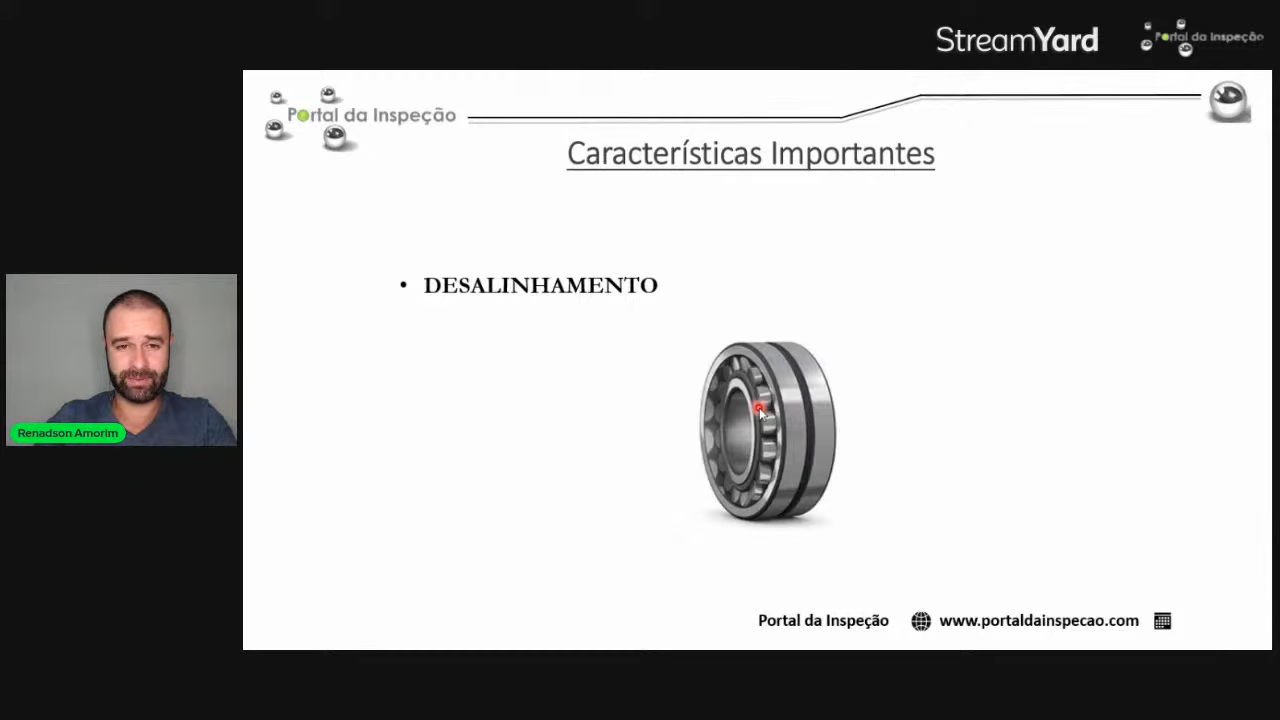 StreamYard
Portal da Inspeção
Portal da Inspeção
Características Importantes
• DESALINHAMENTO
Renadson Amorim
Portal da Inspeção
www.portaldainspecao.com